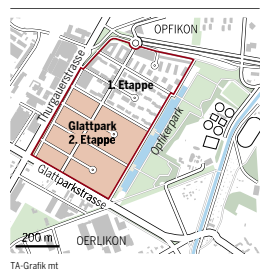 OPFIKON
Thurgauerstrasse
1. Etappe
Glattpark
2. Etappe
Opfikerpark
Glattparkstrasse
200 m
OERLIKON
TA-Grafik mt